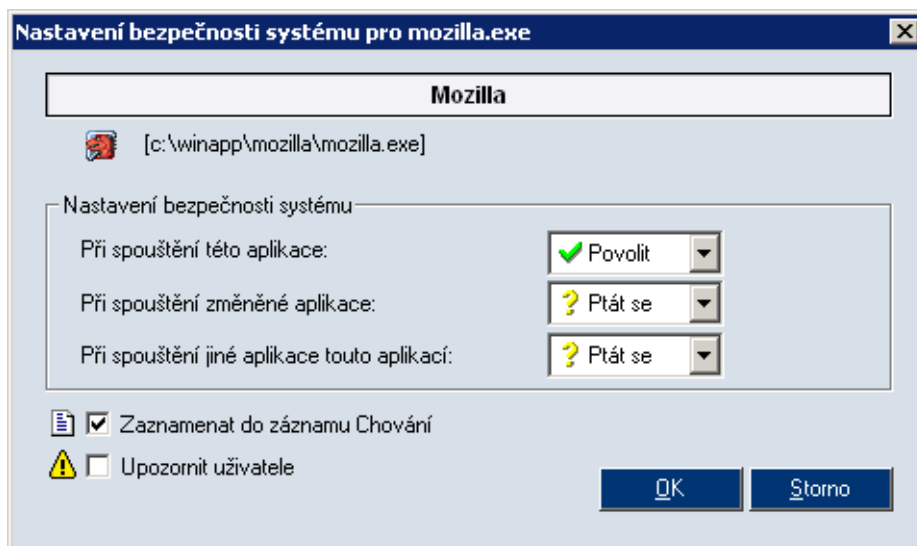 Nastavení bezpečnosti systému pro mozilla.exe
Mozilla
[c:\winapp\mozilla\mozilla.exe]
Nastavení bezpečnosti systému
Při spouštění této aplikace: Povolit
Při spouštění změněné aplikace: Ptát se
Při spouštění jiné aplikace touto aplikací: Ptát se
Zaznamenat do záznamu Chování
Upozornit uživatele
OK Storno